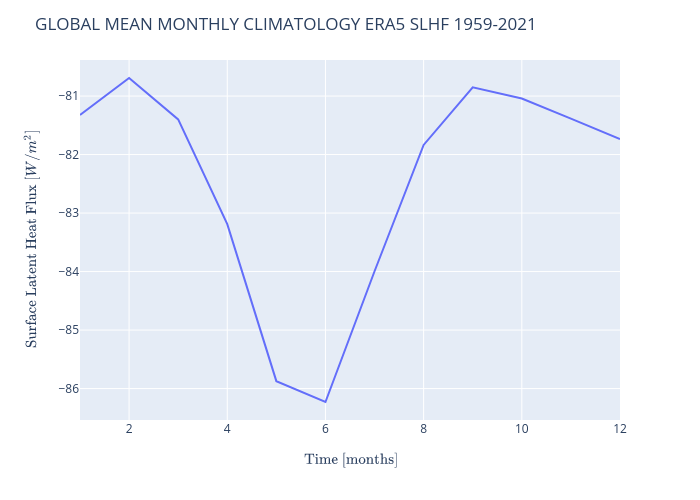 GLOBAL MEAN MONTHLY CLIMATOLOGY ERA5 SLHF 1959-2021
−81
−82
−83
−84
−85
−86
Surface Latent Heat Flux [W/m²]
2 4 6 8 10 12
Time [months]